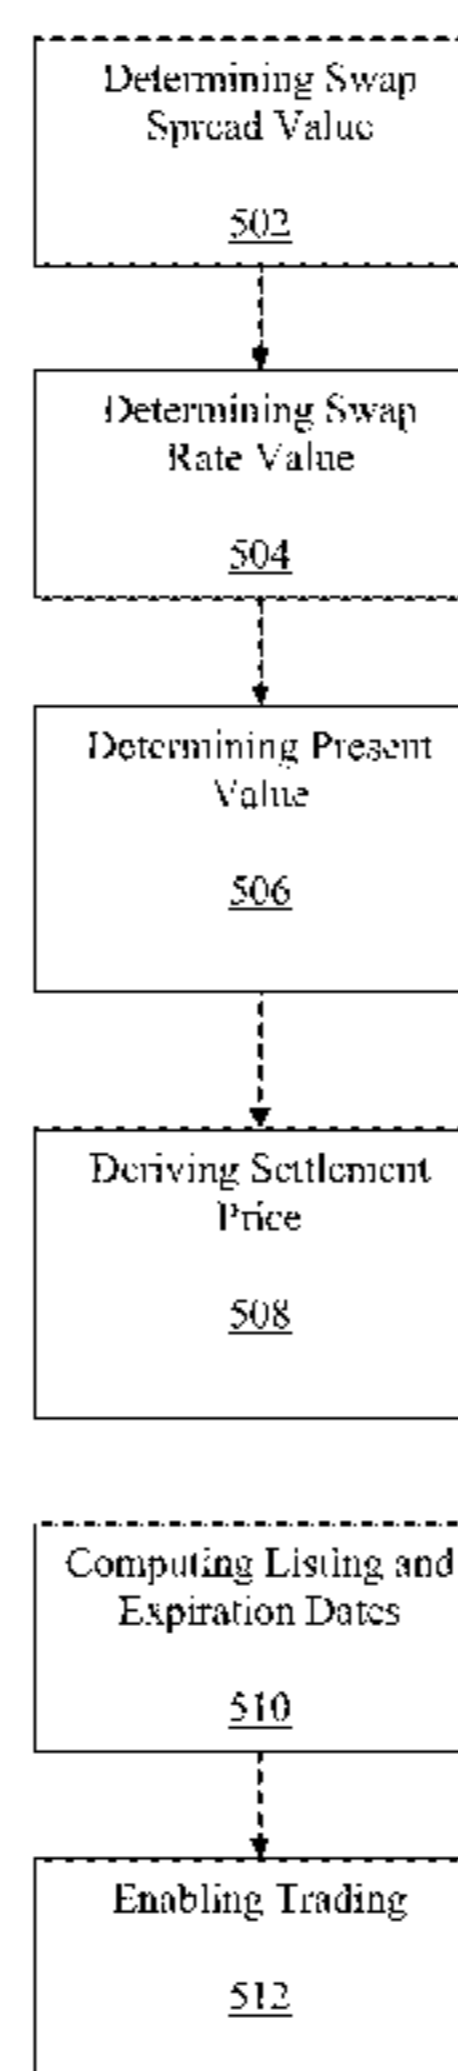 Determining Swap
Spread Value
502
Determining Swap
Rate Value
504
Determining Present
Value
506
Deriving Settlement
Price
508
Computing Listing and
Expiration Dates
510
Enabling Trading
512